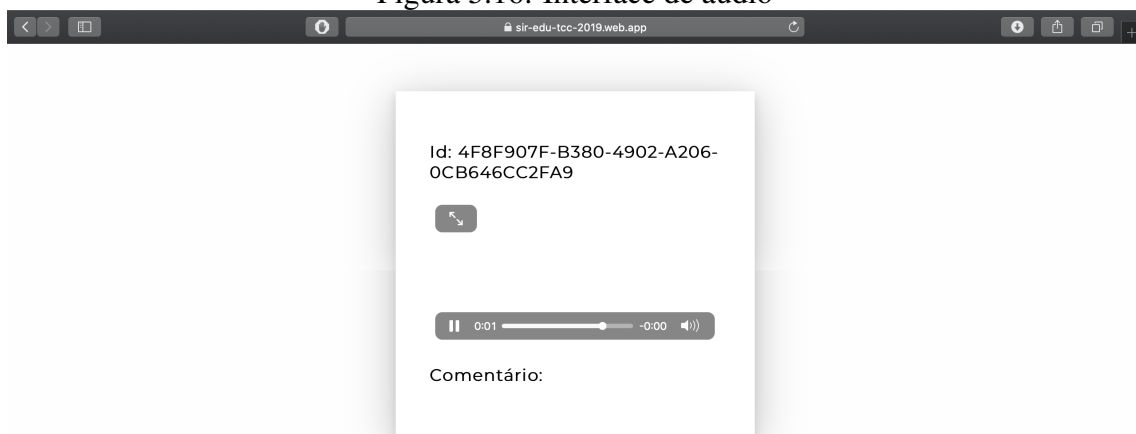 sir-edu-tcc-2019.web.app
Id: 4F8F907F-B380-4902-A206-
0CB646CC2FA9
0:01
-0:00
Comentário: